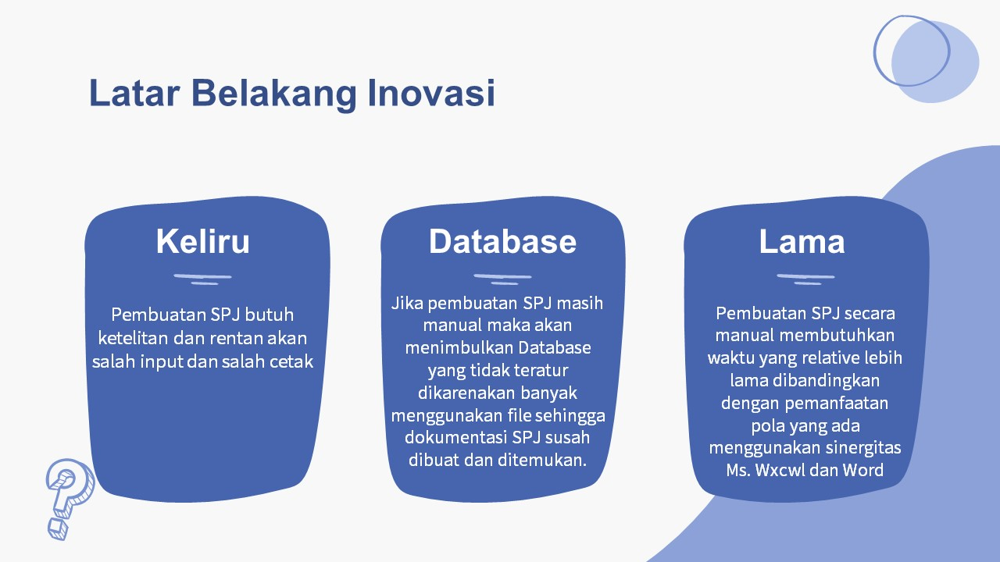 Latar Belakang Inovasi
Keliru
Pembuatan SPJ butuh
ketelitan dan rentan akan
salah input dan salah cetak
Database
Jika pembuatan SPJ masih
manual maka akan
menimbulkan Database
yang tidak teratur
dikarenakan banyak
menggunakan file sehingga
dokumentasi SPJ susah
dibuat dan ditemukan.
Lama
Pembuatan SPJ secara
manual membutuhkan
waktu yang relative lebih
lama dibandingkan
dengan pemanfaatan
pola yang ada
menggunakan sinergitas
Ms. Wxcwl dan Word